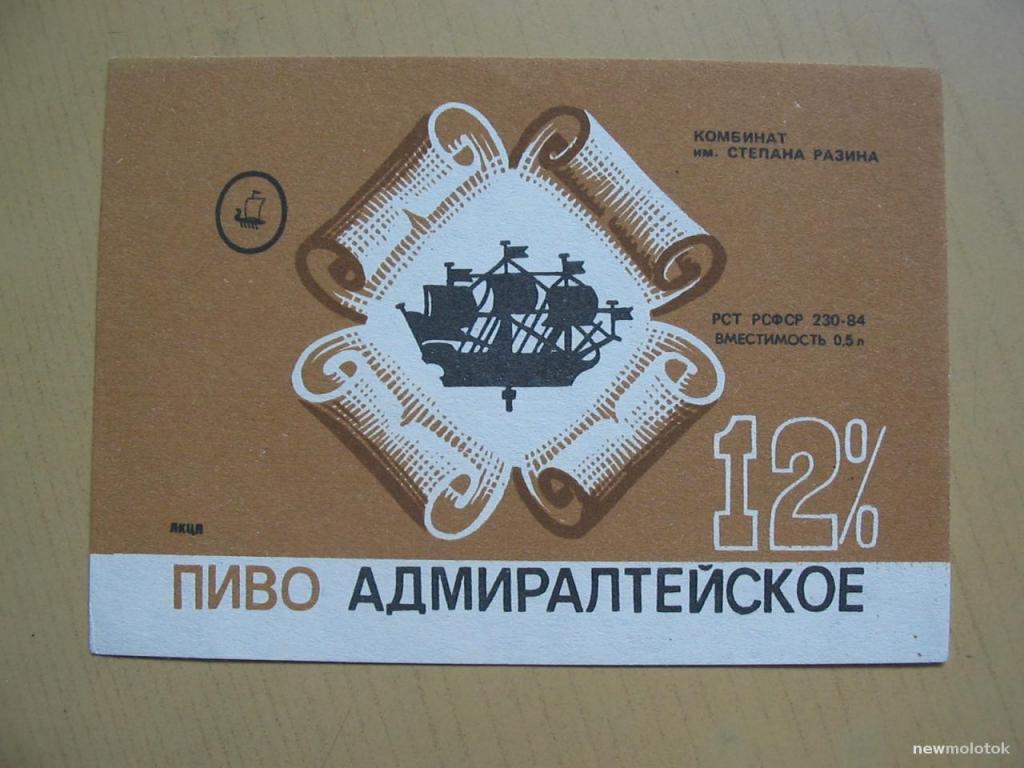 КОМБИНАТ
им. СТЕПАНА РАЗИНА
РСТ РСФСР 230-84
ВМЕСТИМОСТЬ 0,5 л
12%
ЛКЦЛ
ПИВО АДМИРАЛТЕЙСКОЕ
newmolotok